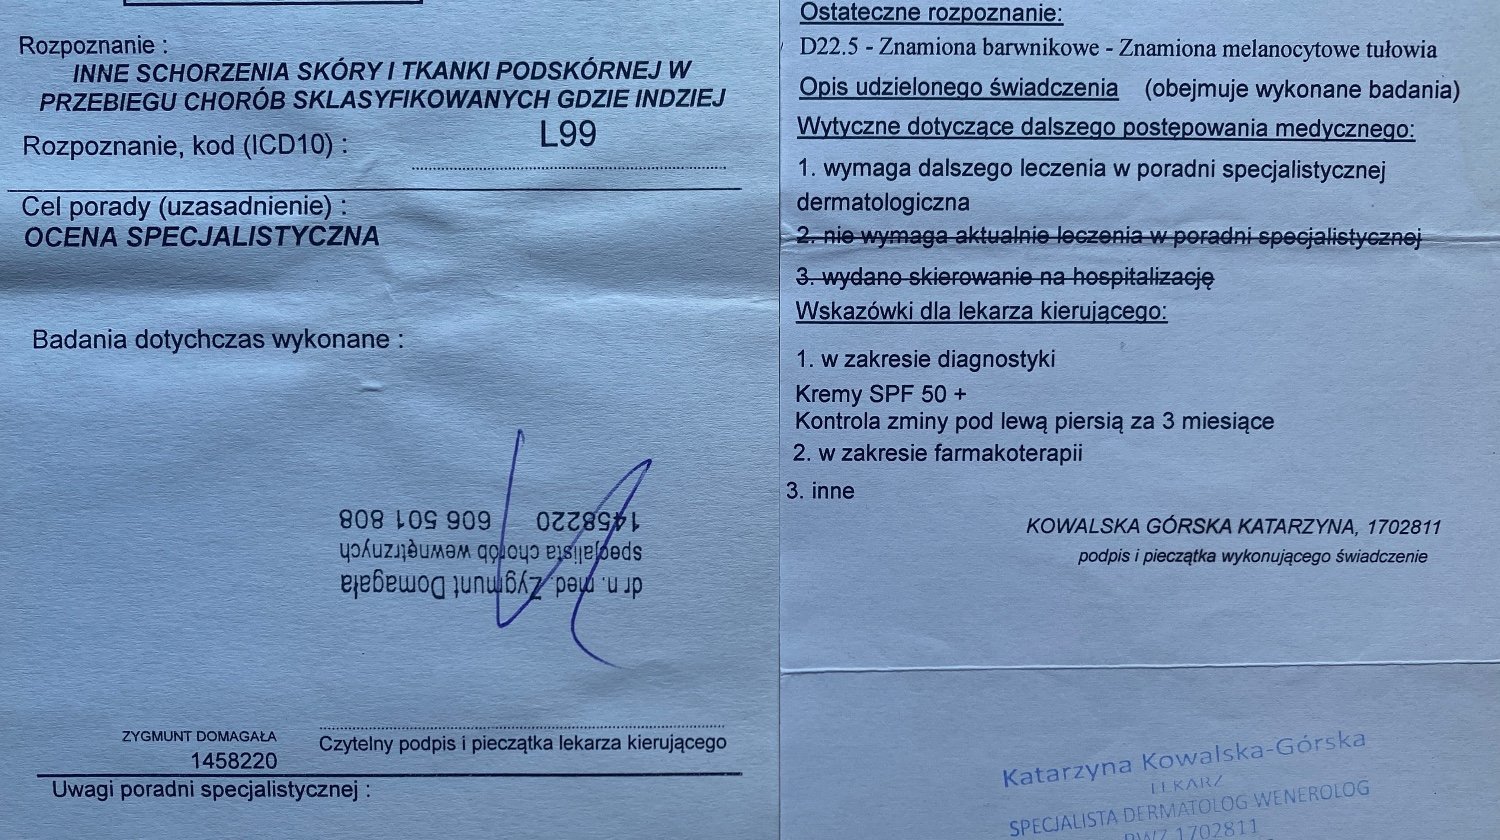 Rozpoznanie :
INNE SCHORZENIA SKÓRY I TKANKI PODSKÓRNEJ W
PRZEBIEGU CHORÓB SKLASYFIKOWANYCH GDZIE INDZIEJ
Rozpoznanie, kod (ICD10) :
L99
Cel porady (uzasadnienie) :
OCENA SPECJALISTYCZNA
Badania dotychczas wykonane :
dr n. med. Zygmunt Domagała
specjalista chorób wewnętrznych
1458220 606 501 808
ZYGMUNT DOMAGAŁA
1458220
Czytelny podpis i pieczątka lekarza kierującego
Uwagi poradni specjalistycznej :
Ostateczne rozpoznanie:
D22.5 - Znamiona barwnikowe - Znamiona melanocytowe tułowia
Opis udzielonego świadczenia (obejmuje wykonane badania)
Wytyczne dotyczące dalszego postępowania medycznego:
1. wymaga dalszego leczenia w poradni specjalistycznej
dermatologiczna
2. nie wymaga aktualnie leczenia w poradni specjalistycznej
3. wydano skierowanie na hospitalizację
Wskazówki dla lekarza kierującego:
1. w zakresie diagnostyki
Kremy SPF 50 +
Kontrola zminy pod lewą piersią za 3 miesiące
2. w zakresie farmakoterapii
3. inne
KOWALSKA GÓRSKA KATARZYNA, 1702811
podpis i pieczątka wykonującego świadczenie
Katarzyna Kowalska-Górska
LEKARZ
SPECJALISTA DERMATOLOG WENEROLOG
PWZ 1702811